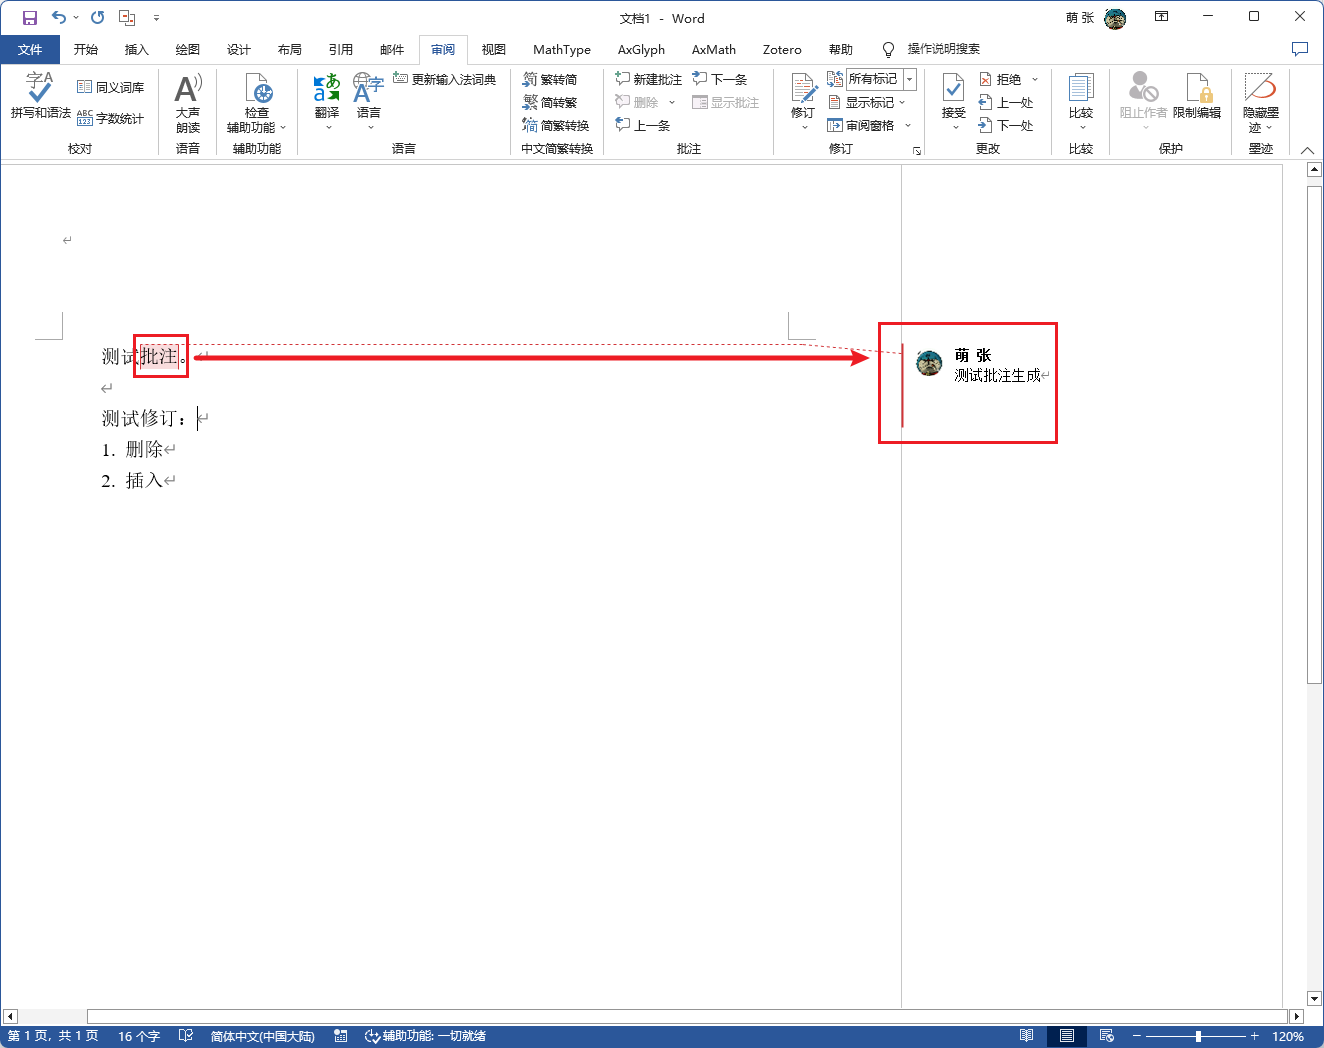 文档1 - Word
萌 张
文件 开始 插入 绘图 设计 布局 引用 邮件 审阅 视图 MathType AxGlyph AxMath Zotero 帮助 操作说明搜索
字A
拼写和语法
同义词库
ABC 123 字数统计
校对
A
大声
朗读
语音
检查
辅助功能
辅助功能
あ a
翻译
字A
语言
更新输入法词典
语言
简 繁转简
繁 简转繁
简 简繁转换
中文简繁转换
新建批注
删除
上一条
下一条
显示批注
批注
修订
所有标记
显示标记
审阅窗格
修订
接受
拒绝
上一处
下一处
更改
比较
比较
阻止作者
限制编辑
保护
隐藏墨
迹
墨迹
测试批注。
测试修订：
1. 删除
2. 插入
萌 张
测试批注生成
第 1 页，共 1 页 16 个字 简体中文(中国大陆) 辅助功能: 一切就绪 120%